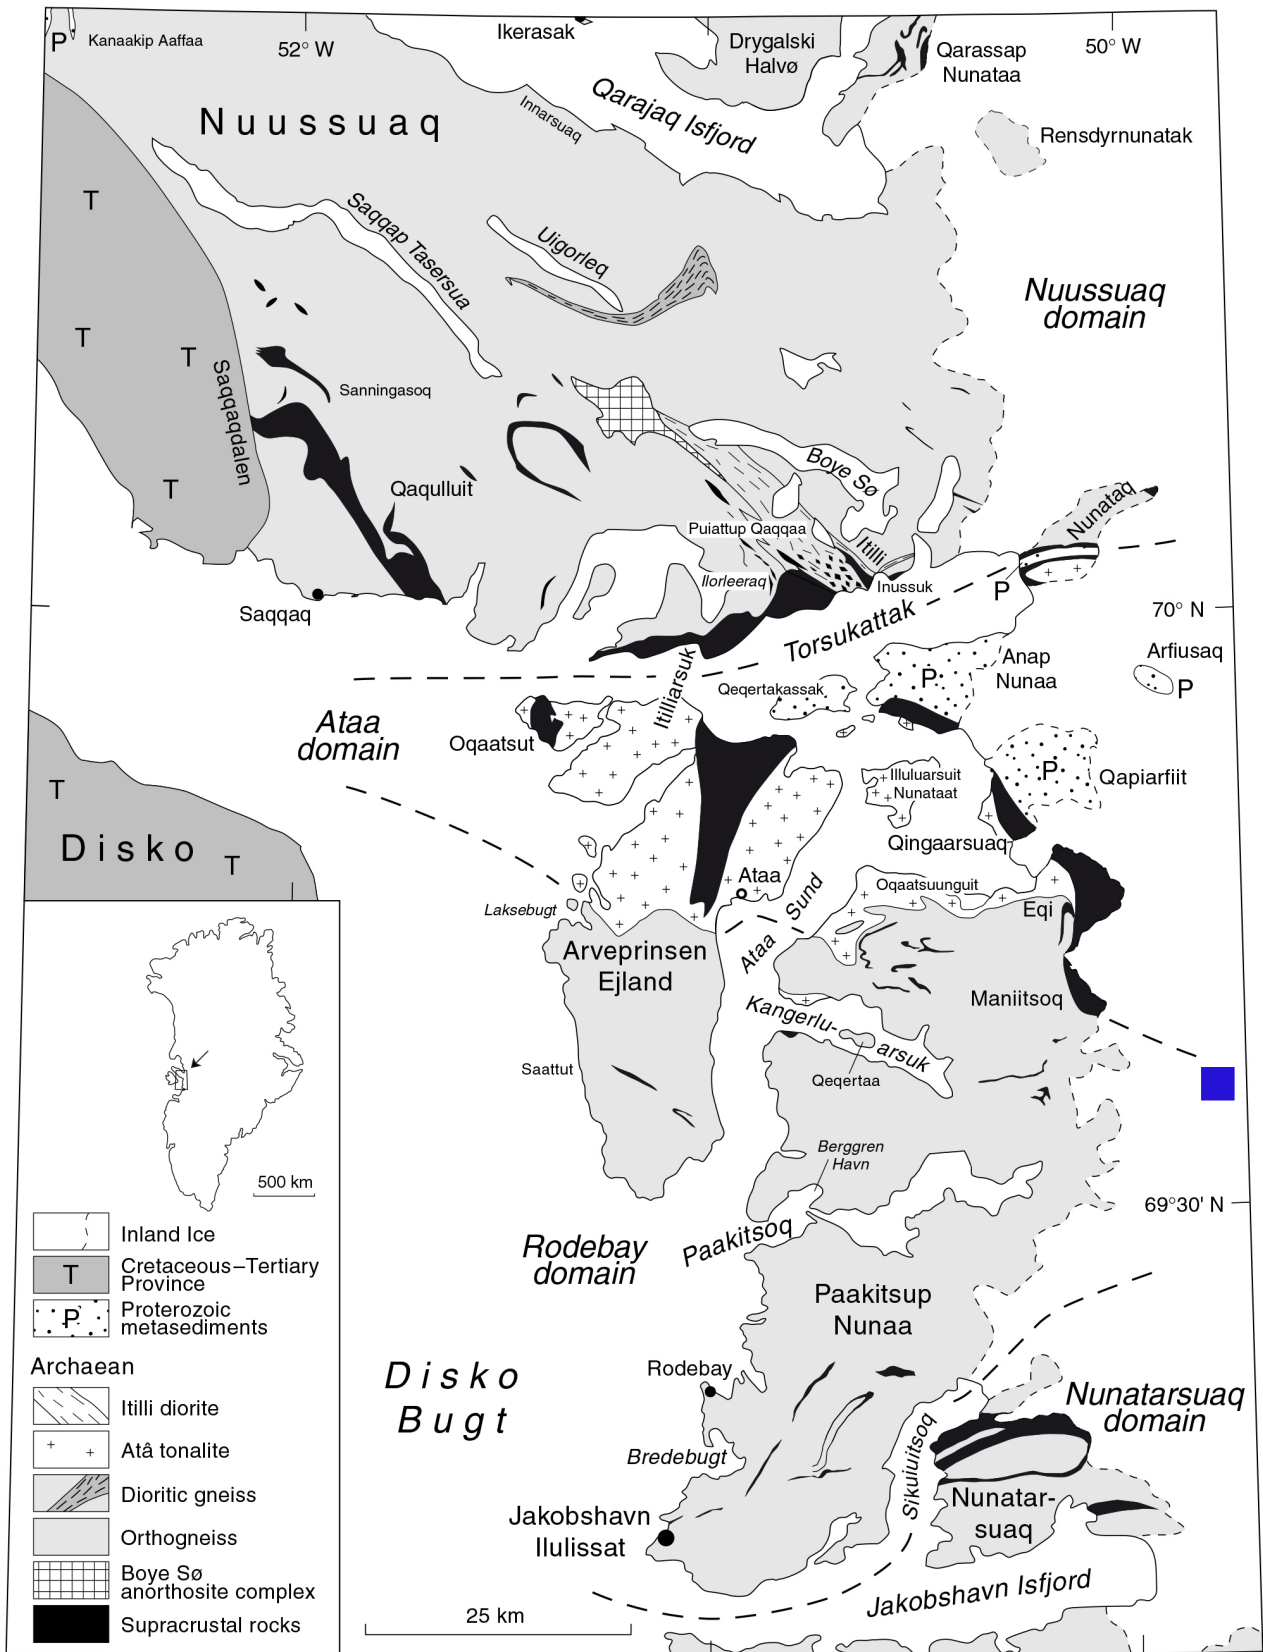 P
Kanaakip Aaffaa
52° W
Ikerasak
Drygalski
Halvø
Qarassap
Nunataa
50° W
Nuussuaq
Innarsuaq
Qarajaq Isfjord
Rensdyrnunatak
T
Saqqap Tasersua
Uigorleq
Nuussuaq
domain
T
T
Saqqaqdalen
Sanningasoq
T
Qaqulluit
Boye Sø
Puiattup Qaqqaa
Itilli
Nunataq
Ilorleeraq
Inussuk
P
Saqqaq
Torsukattak
70° N
Itilliarsuk
Anap
Nunaa
P
Arfiusaq
P
Qeqertakassak
Ataa
domain
Oqaatsut
Illuluarsuit
Nunataat
P
Qapiarfiit
T
Disko
T
Qingaarsuaq
Ataa
Oqaatsuunguit
Laksebugt
Ataa Sund
Eqi
Arveprinsen
Ejland
Maniitsoq
Kangerlu-
arsuk
Saattut
Qeqertaa
Berggren
Havn
500 km
69°30' N
Paakitsoq
Rodebay
domain
Inland Ice
T
Cretaceous–Tertiary
Province
P
Proterozoic
metasediments
Archaean
Itilli diorite
Atâ tonalite
Dioritic gneiss
Orthogneiss
Boye Sø
anorthosite complex
Supracrustal rocks
Paakitsup
Nunaa
Disko
Bugt
Rodebay
Nunatarsuaq
domain
Bredebugt
Sikuiuitsoq
Nunatar-
suaq
Jakobshavn
Ilulissat
Jakobshavn Isfjord
25 km